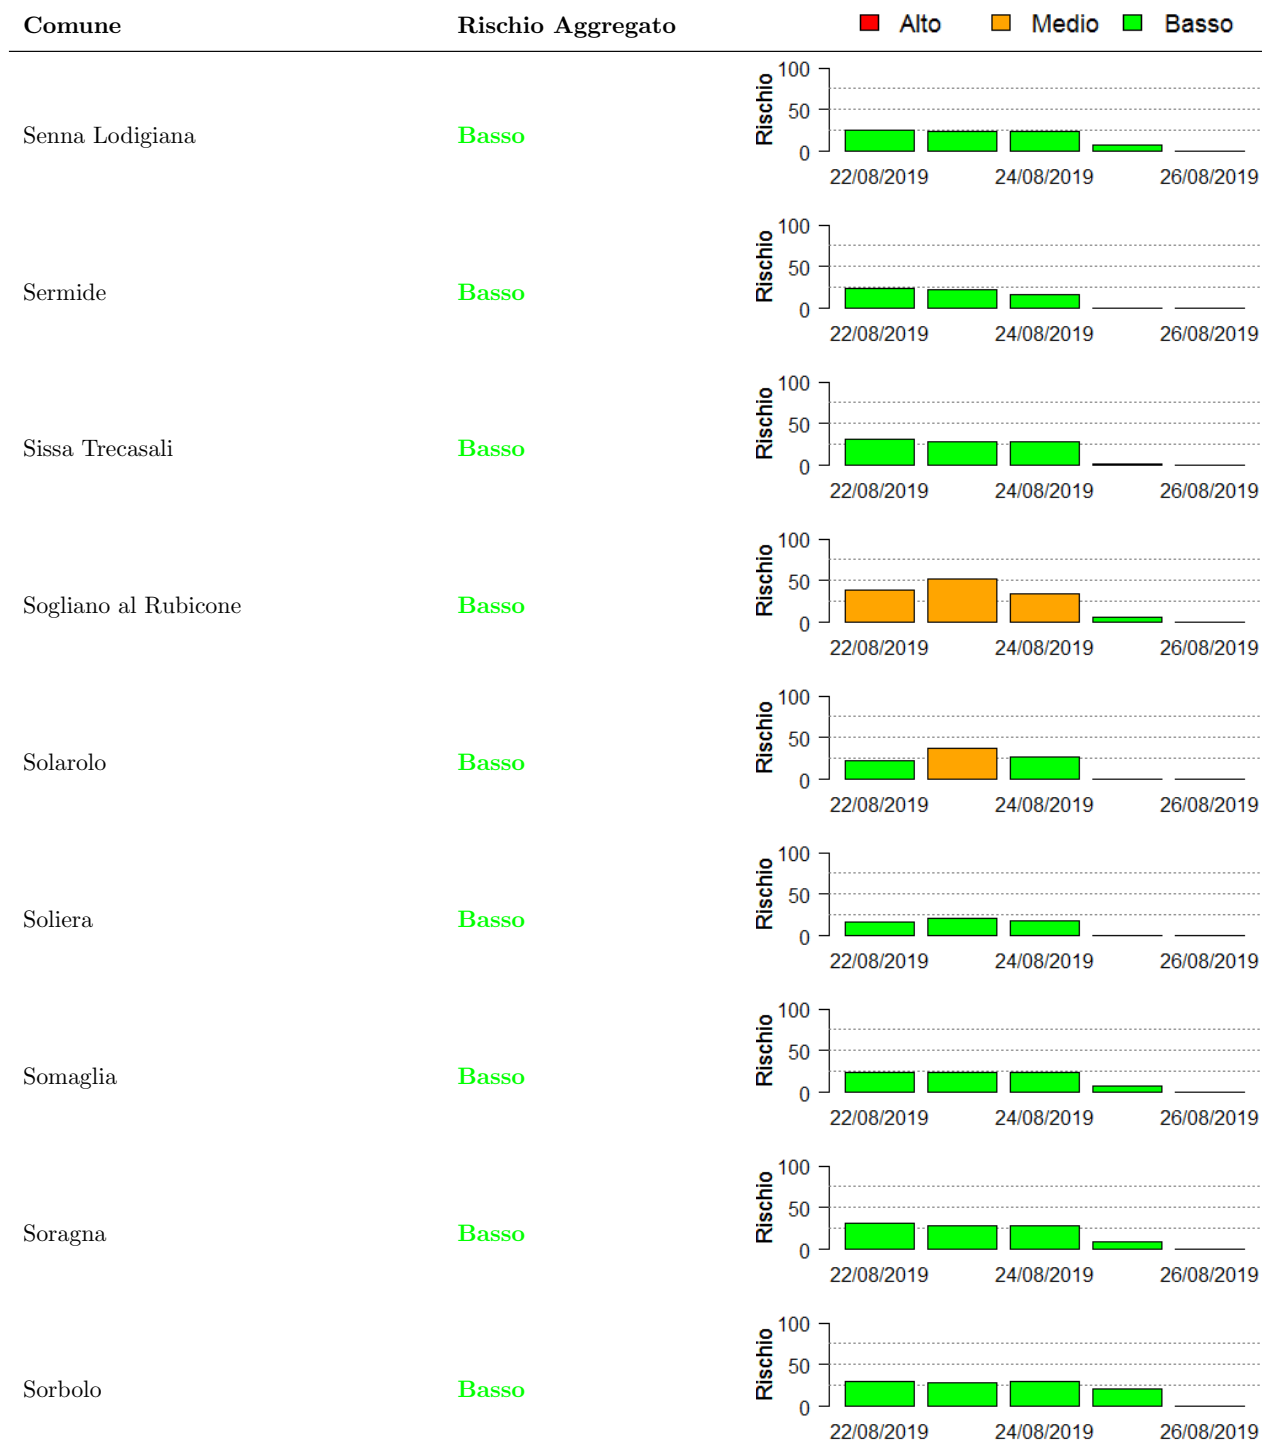 Comune Rischio Aggregato Alto Medio Basso
Senna Lodigiana Basso Rischio 100 50 0
22/08/2019 24/08/2019 26/08/2019
Sermide Basso Rischio 100 50 0
22/08/2019 24/08/2019 26/08/2019
Sissa Trecasali Basso Rischio 100 50 0
22/08/2019 24/08/2019 26/08/2019
Sogliano al Rubicone Basso Rischio 100 50 0
22/08/2019 24/08/2019 26/08/2019
Solarolo Basso Rischio 100 50 0
22/08/2019 24/08/2019 26/08/2019
Soliera Basso Rischio 100 50 0
22/08/2019 24/08/2019 26/08/2019
Somaglia Basso Rischio 100 50 0
22/08/2019 24/08/2019 26/08/2019
Soragna Basso Rischio 100 50 0
22/08/2019 24/08/2019 26/08/2019
Sorbolo Basso Rischio 100 50 0
22/08/2019 24/08/2019 26/08/2019